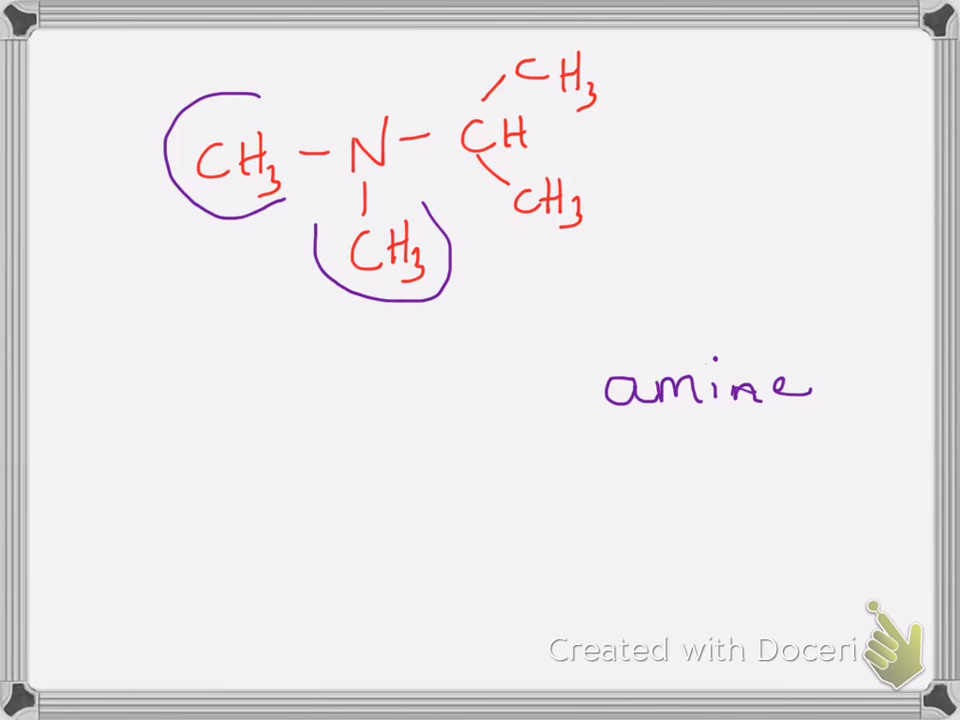 CH3
CH3 – N – CH
CH3
CH3
amine
Created with Doceri